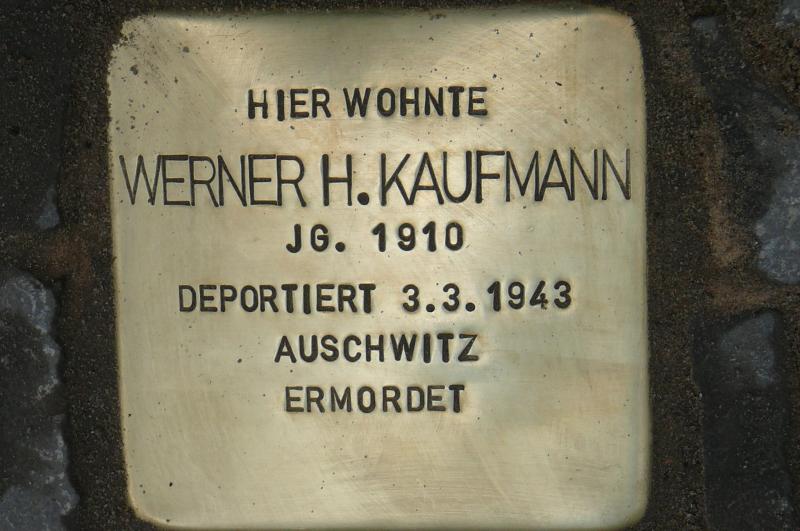 HIER WOHNTE
WERNER H. KAUFMANN
JG. 1910
DEPORTIERT 3.3.1943
AUSCHWITZ
ERMORDET